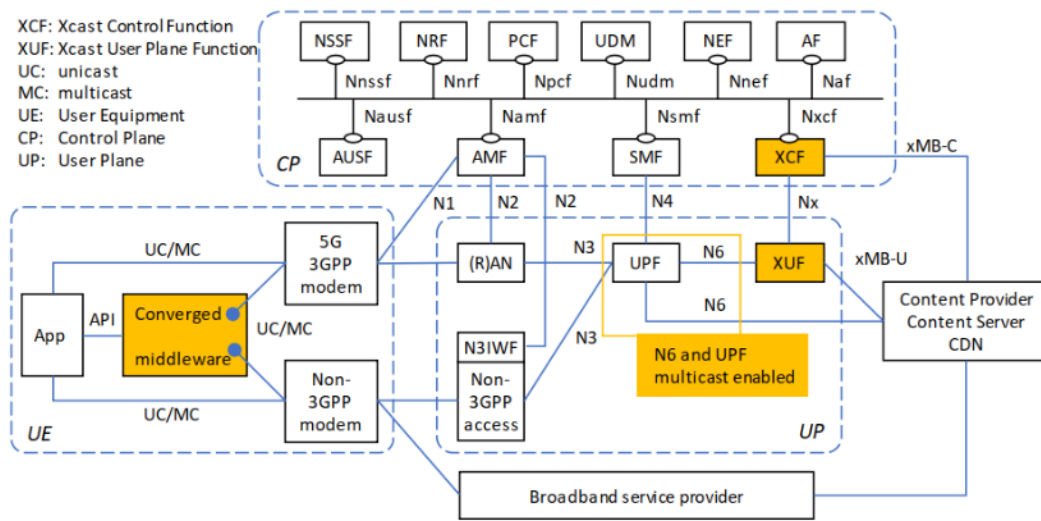 XCF: Xcast Control Function
XUF: Xcast User Plane Function
UC: unicast
MC: multicast
UE: User Equipment
CP: Control Plane
UP: User Plane
NSSF
NRF
PCF
UDM
NEF
AF
Nnssf
Nnrf
Npcf
Nudm
Nnef
Naf
Nausf
Namf
Nsmf
Nxcf
CP
AUSF
AMF
SMF
XCF
xMB-C
N1
N2
N2
N4
Nx
UC/MC
5G
3GPP
modem
(R)AN
N3
UPF
N6
XUF
xMB-U
App
API
Converged
middleware
UC/MC
N6
N3
Content Provider
Content Server
CDN
N3IWF
Non-
3GPP
access
N6 and UPF
multicast enabled
UC/MC
Non-
3GPP
modem
UE
UP
Broadband service provider